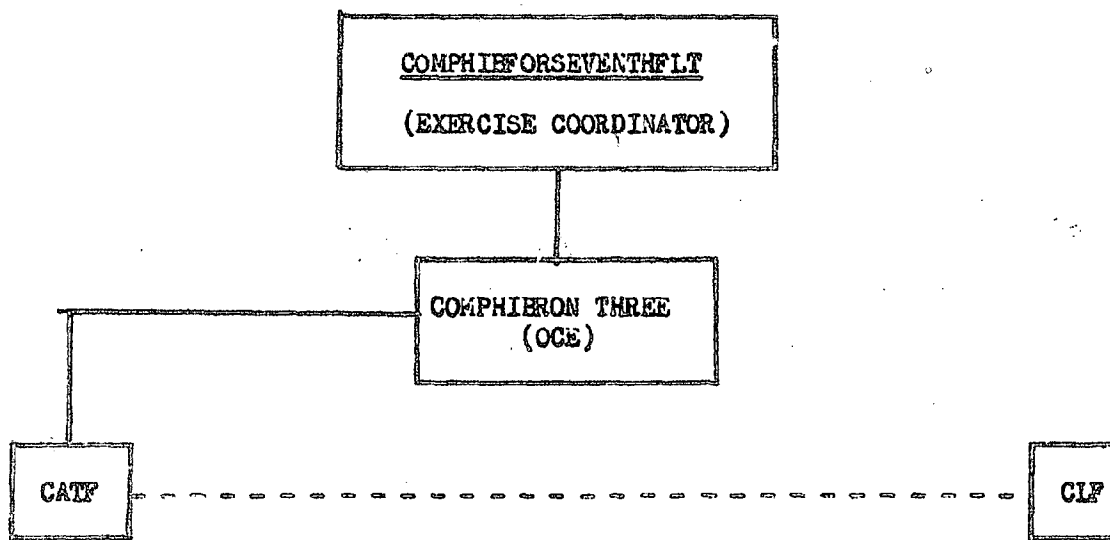 COMPHIBFORSEVENTHFLT
(EXERCISE COORDINATOR)
COMPHIBRON THREE
(OCE)
CATF
CLF